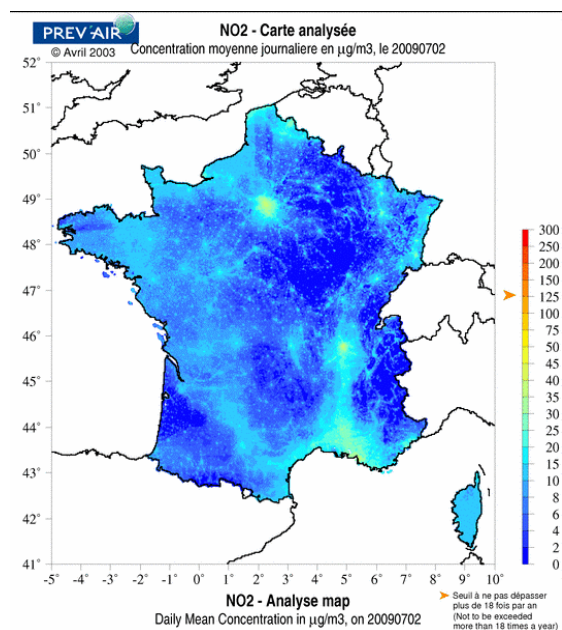 PREV'AIR
© Avril 2003
NO2 - Carte analysée
Concentration moyenne journaliere en µg/m3, le 20090702
52°
51°
50°
49°
48°
47°
46°
45°
44°
43°
42°
41°
-5° -4° -3° -2° -1° 0° 1° 2° 3° 4° 5° 6° 7° 8° 9° 10°
300
250
200
150
125
100
50
45
40
35
30
25
20
15
10
8
6
4
2
0
NO2 - Analyse map
Daily Mean Concentration in µg/m3, on 20090702
Seuil à ne pas dépasser
plus de 18 fois par an
(Not to be exceeded
more than 18 times a year)